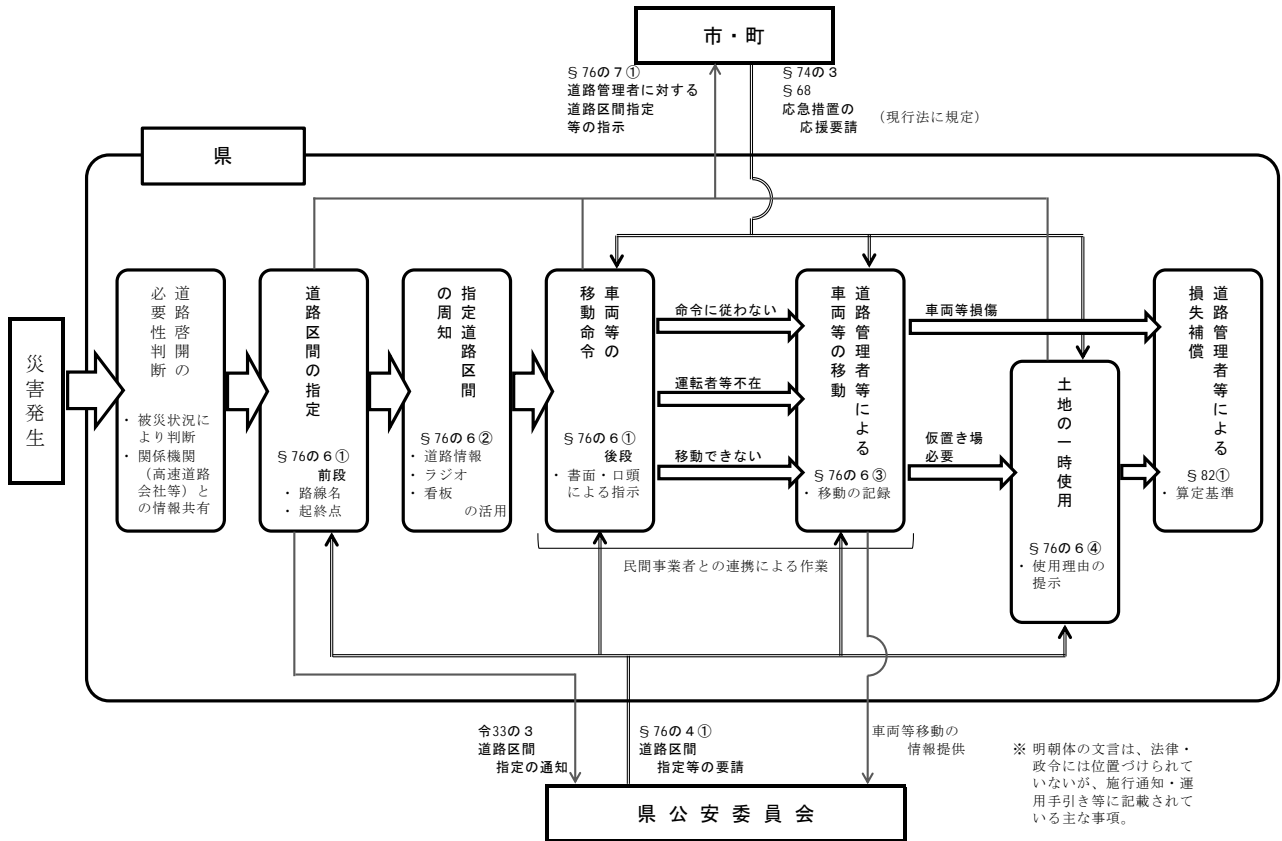 市・町
§76の7①
道路管理者に対する
道路区間指定
等の指示
§74の3
§68
応急措置の
応援要請
(現行法に規定)
県
災害発生
道路啓開の
必要性判断
・ 被災状況に
より判断
・ 関係機関
(高速道路
会社等)と
の情報共有
道路区間の指定
§76の6①
前段
・ 路線名
・ 起終点
指定道路区間
の周知
§76の6②
・ 道路情報
・ ラジオ
・ 看板
の活用
車両等の
移動命令
§76の6①
後段
・ 書面・口頭
による指示
命令に従わない
運転者等不在
移動できない
道路管理者等による
車両等の移動
§76の6③
・ 移動の記録
車両等損傷
仮置き場
必要
土地の一時使用
§76の6④
・ 使用理由の
提示
道路管理者等による
損失補償
§82①
・ 算定基準
民間事業者との連携による作業
令33の3
道路区間
指定の通知
§76の4①
道路区間
指定等の要請
車両等移動の
情報提供
県公安委員会
※ 明朝体の文言は、法律・
政令には位置づけられて
いないが、施行通知・運
用手引き等に記載されて
いる主な事項。